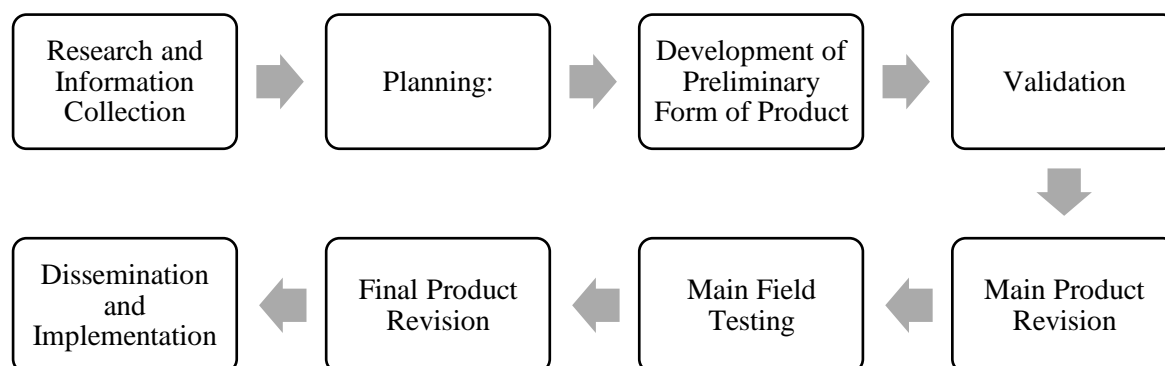 Research and
Information
Collection
Planning:
Development of
Preliminary
Form of Product
Validation
Main Product
Revision
Main Field
Testing
Final Product
Revision
Dissemination
and
Implementation